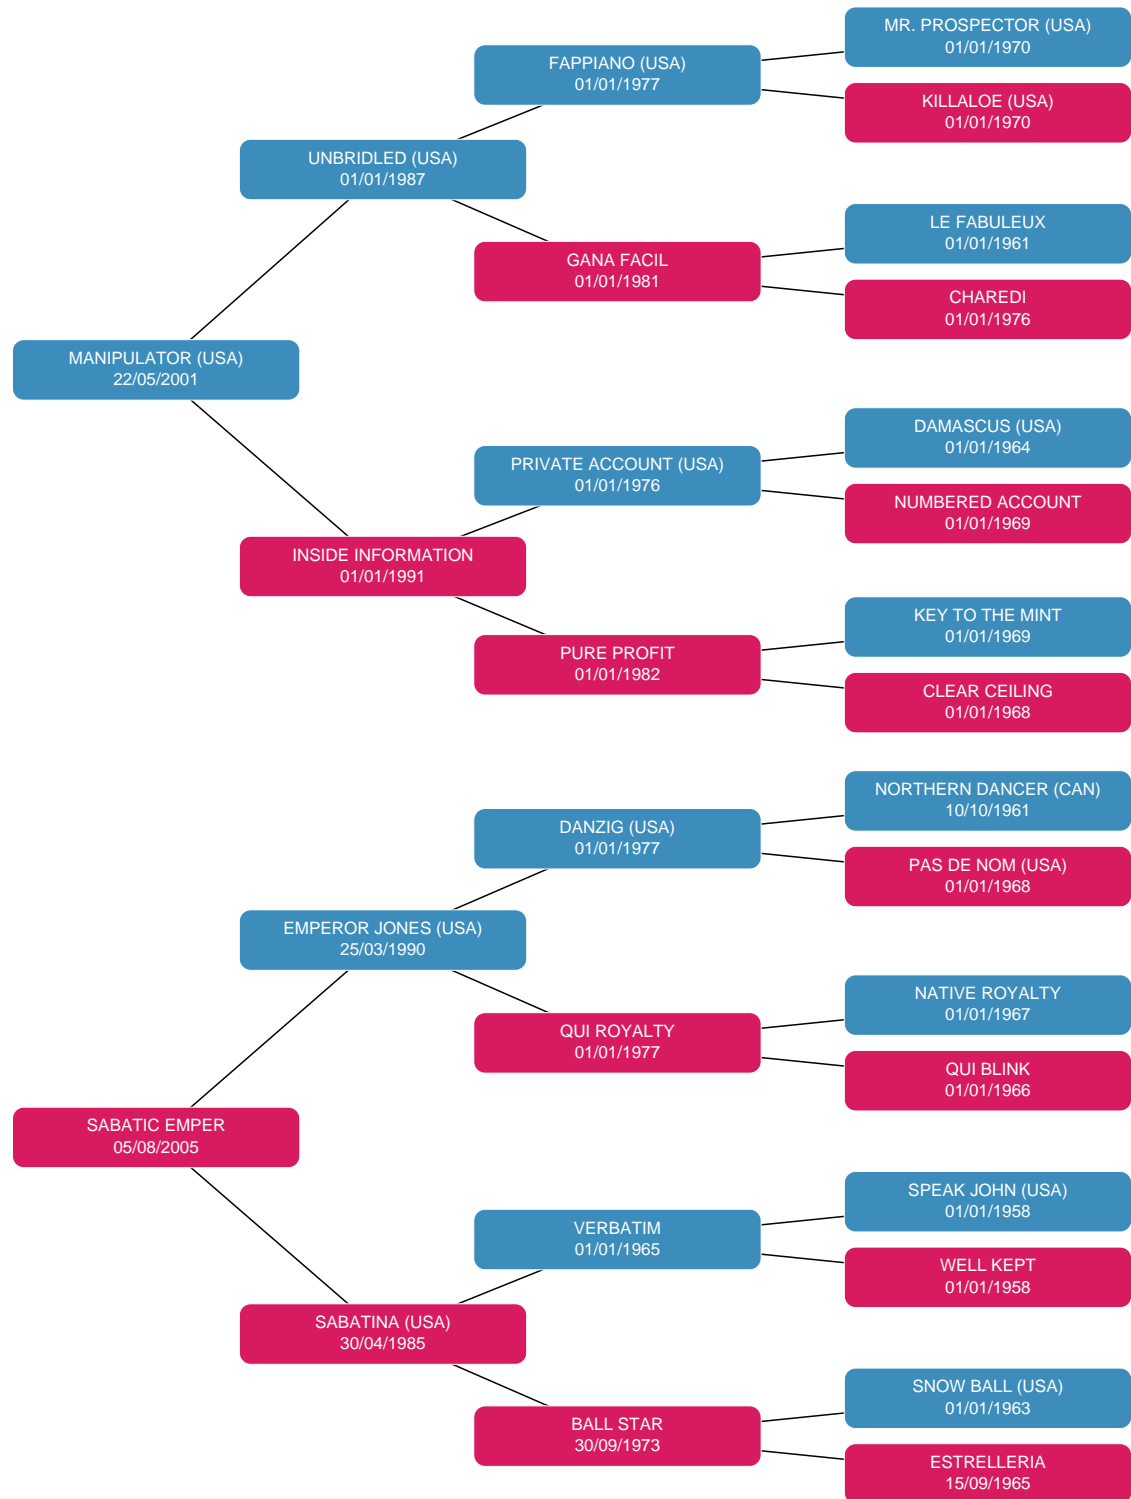 MR. PROSPECTOR (USA)
01/01/1970
FAPPIANO (USA)
01/01/1977
KILLALOE (USA)
01/01/1970
UNBRIDLED (USA)
01/01/1987
LE FABULEUX
01/01/1961
GANA FACIL
01/01/1981
CHAREDI
01/01/1976
MANIPULATOR (USA)
22/05/2001
DAMASCUS (USA)
01/01/1964
PRIVATE ACCOUNT (USA)
01/01/1976
NUMBERED ACCOUNT
01/01/1969
INSIDE INFORMATION
01/01/1991
KEY TO THE MINT
01/01/1969
PURE PROFIT
01/01/1982
CLEAR CEILING
01/01/1968
NORTHERN DANCER (CAN)
10/10/1961
DANZIG (USA)
01/01/1977
PAS DE NOM (USA)
01/01/1968
EMPEROR JONES (USA)
25/03/1990
NATIVE ROYALTY
01/01/1967
QUI ROYALTY
01/01/1977
QUI BLINK
01/01/1966
SABATIC EMPER
05/08/2005
SPEAK JOHN (USA)
01/01/1958
VERBATIM
01/01/1965
WELL KEPT
01/01/1958
SABATINA (USA)
30/04/1985
SNOW BALL (USA)
01/01/1963
BALL STAR
30/09/1973
ESTRELLERIA
15/09/1965